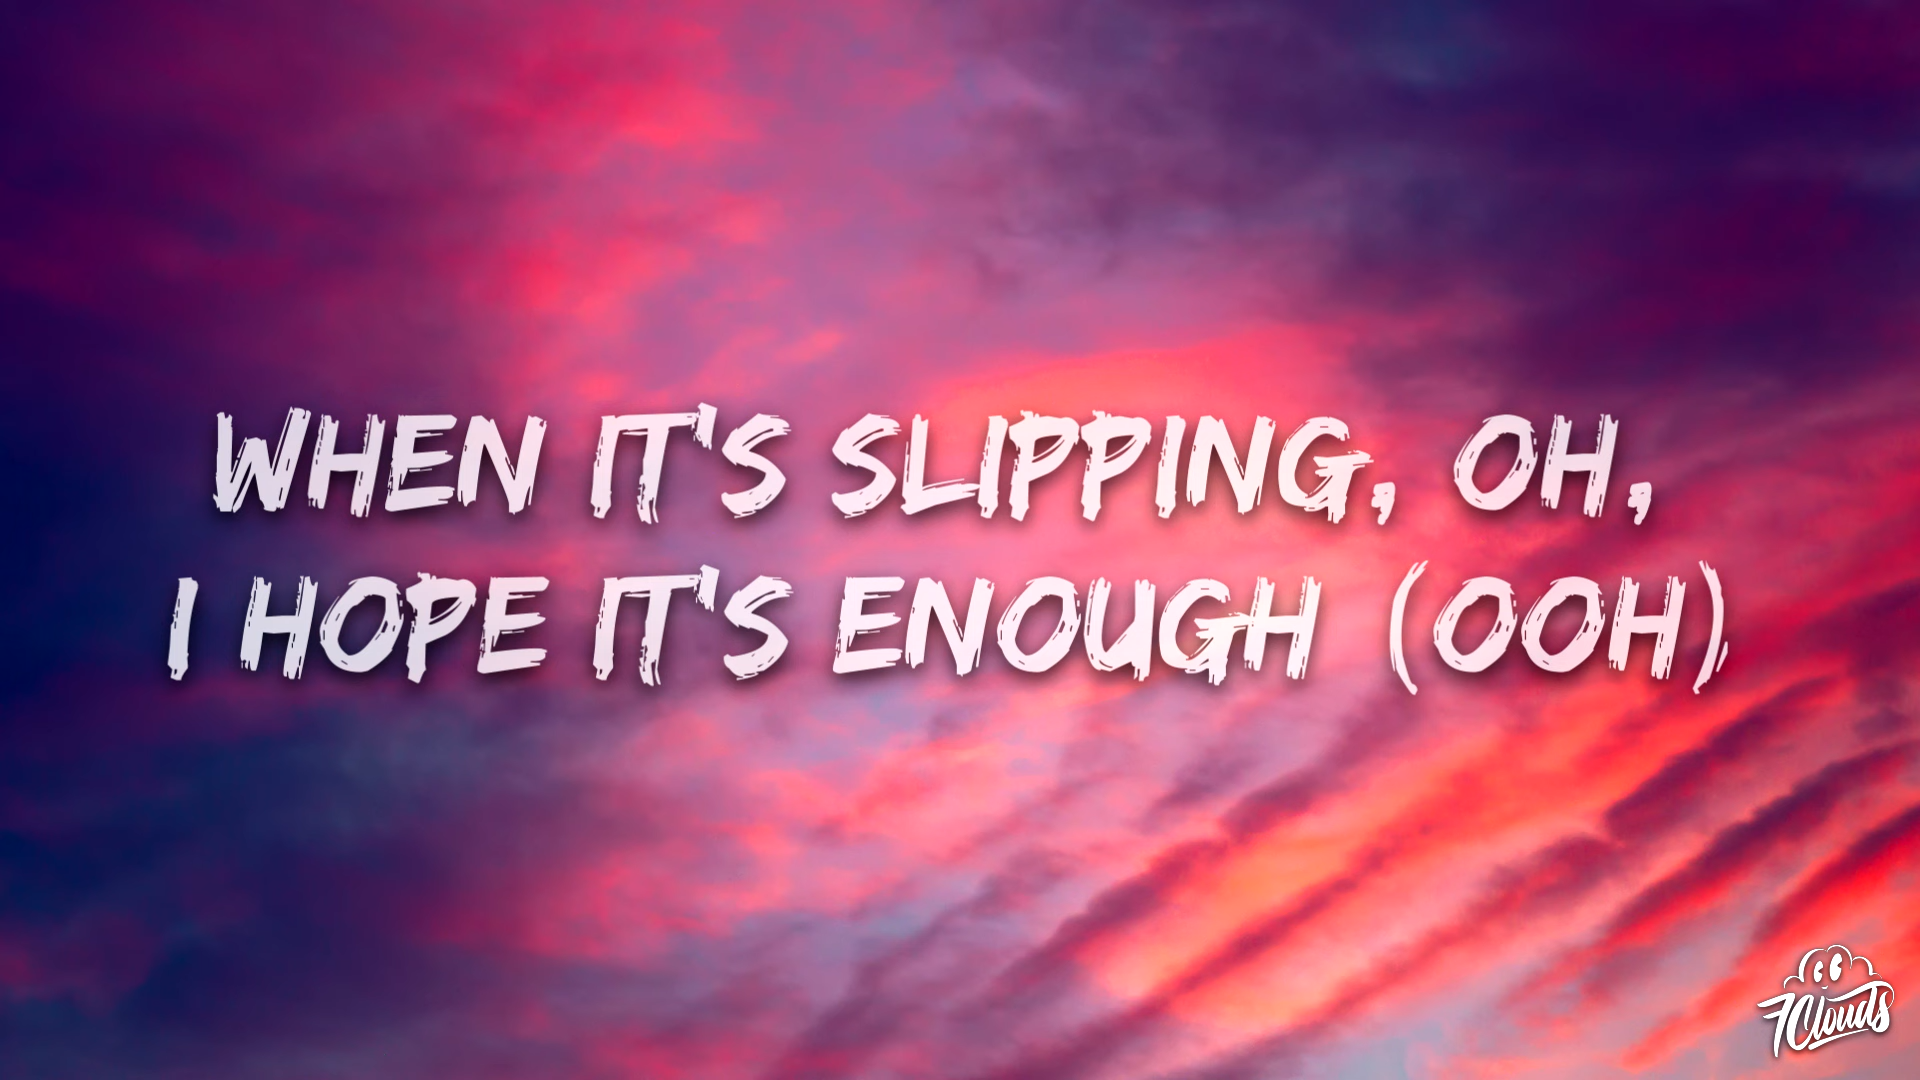 WHEN IT'S SLIPPING, OH,
I HOPE IT'S ENOUGH (OOH)
7Clouds